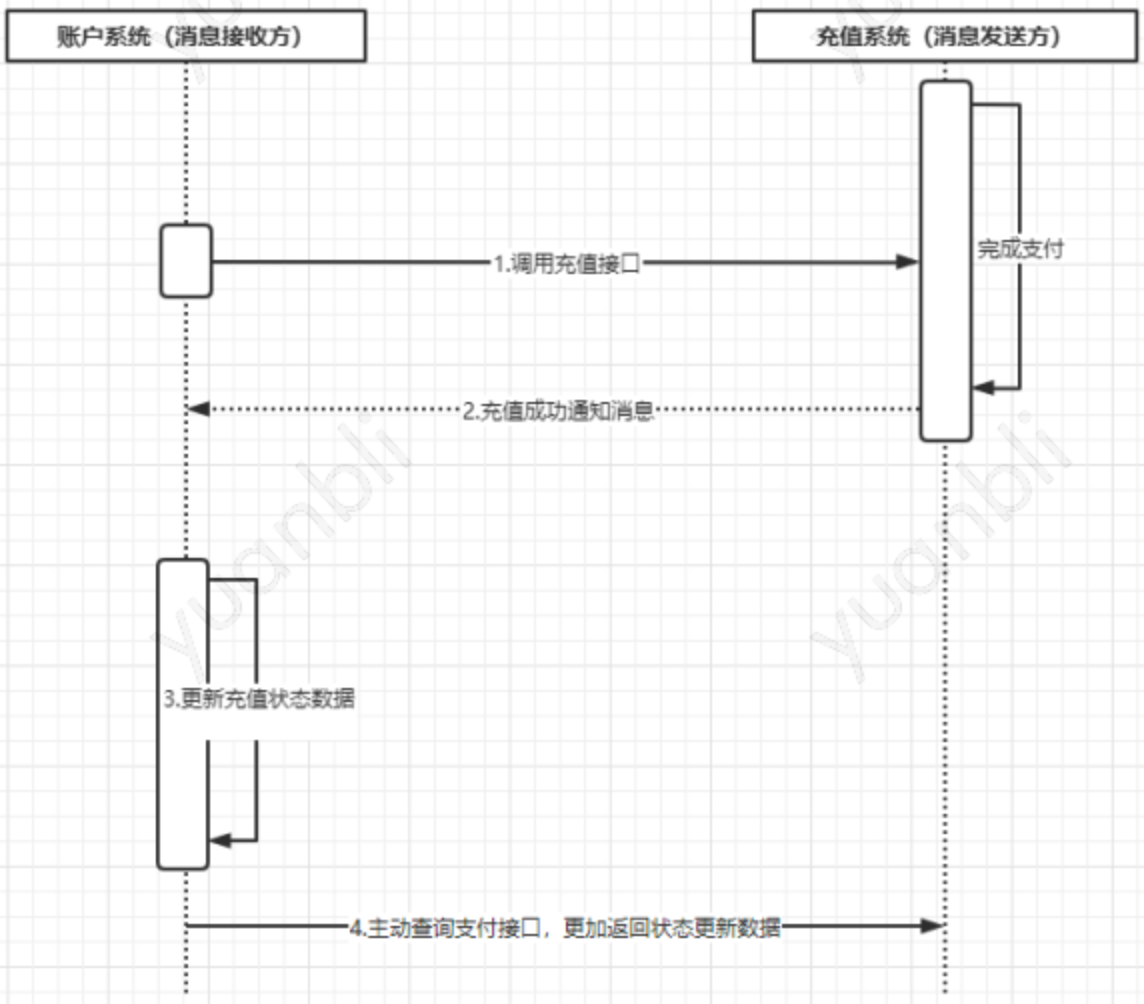 账户系统（消息接收方）
充值系统（消息发送方）
完成支付
1.调用充值接口
2.充值成功通知消息
yuanbli
yuanbli
3.更新充值状态数据
4.主动查询支付接口，更加返回状态更新数据